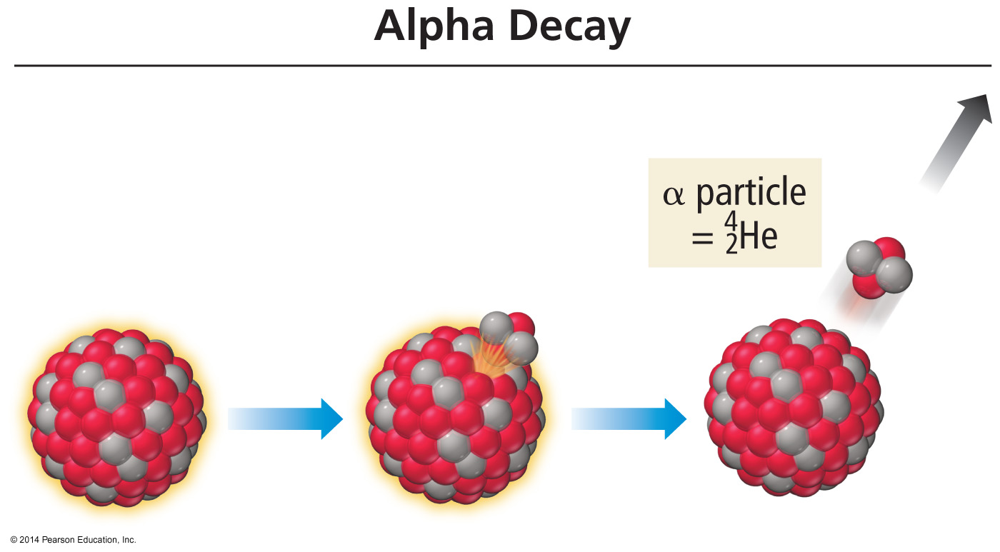 Alpha Decay
α particle
= ⁴₂He
© 2014 Pearson Education, Inc.